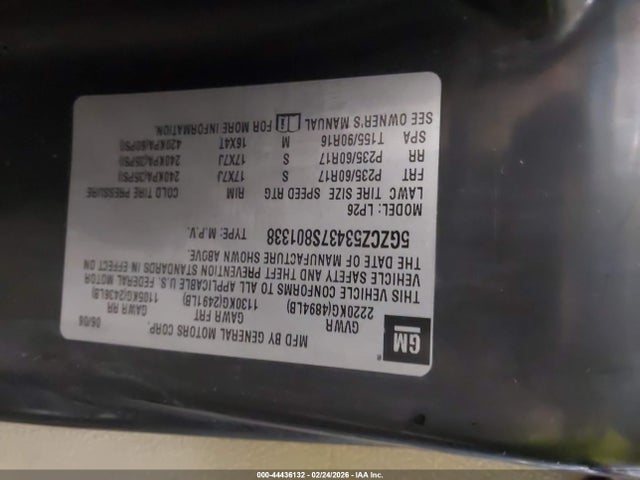 MFD BY GENERAL MOTORS CORP. 06/06
GM
GVWR GAWR FRT GAWR RR
2220KG(4894LB) 1130KG(2491LB) 1105KG(2436LB)
THIS VEHICLE CONFORMS TO ALL APPLICABLE U.S. FEDERAL MOTOR
VEHICLE SAFETY AND THEFT PREVENTION STANDARDS IN EFFECT ON
THE DATE OF MANUFACTURE SHOWN ABOVE.
5GZCZ53437S801338 TYPE: M.P.V.
MODEL: LP26
LAWC TIRE SIZE SPEED RTG RIM COLD TIRE PRESSURE
FRT P235/60R17 S 17X7J 240KPA(35PSI)
RR P235/60R17 S 17X7J 240KPA(35PSI)
SPA T155/90R16 M 16X4T 420KPA(60PSI)
SEE OWNER'S MANUAL FOR MORE INFORMATION.
000-44436132 - 02/24/2026 - IAA Inc.